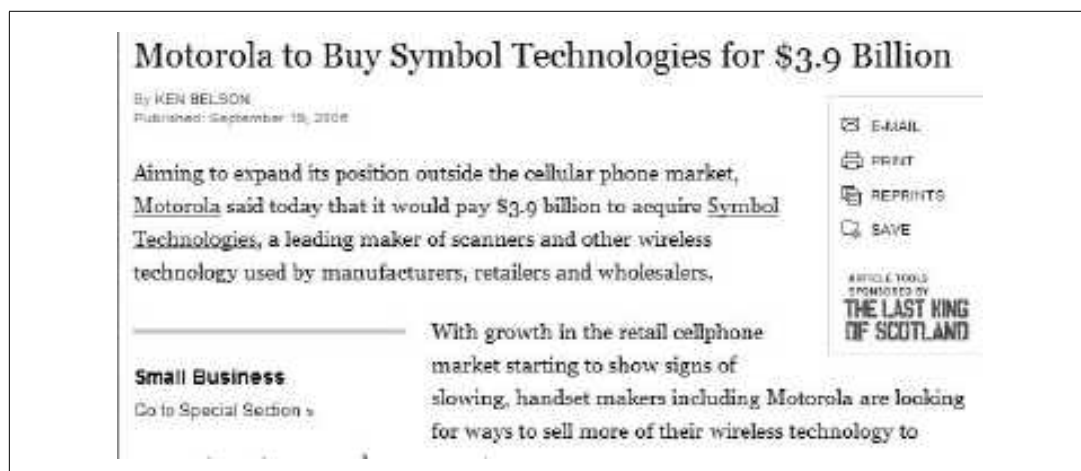 Motorola to Buy Symbol Technologies for $3.9 Billion
By KEN BELSON
Published: September 19, 2006
E-MAIL
PRINT
REPRINTS
SAVE
ARTICLE TOOLS
SPONSORED BY
THE LAST KING
OF SCOTLAND
Aiming to expand its position outside the cellular phone market,
Motorola said today that it would pay $3.9 billion to acquire Symbol
Technologies, a leading maker of scanners and other wireless
technology used by manufacturers, retailers and wholesalers.
Small Business
Go to Special Section
With growth in the retail cellphone
market starting to show signs of
slowing, handset makers including Motorola are looking
for ways to sell more of their wireless technology to